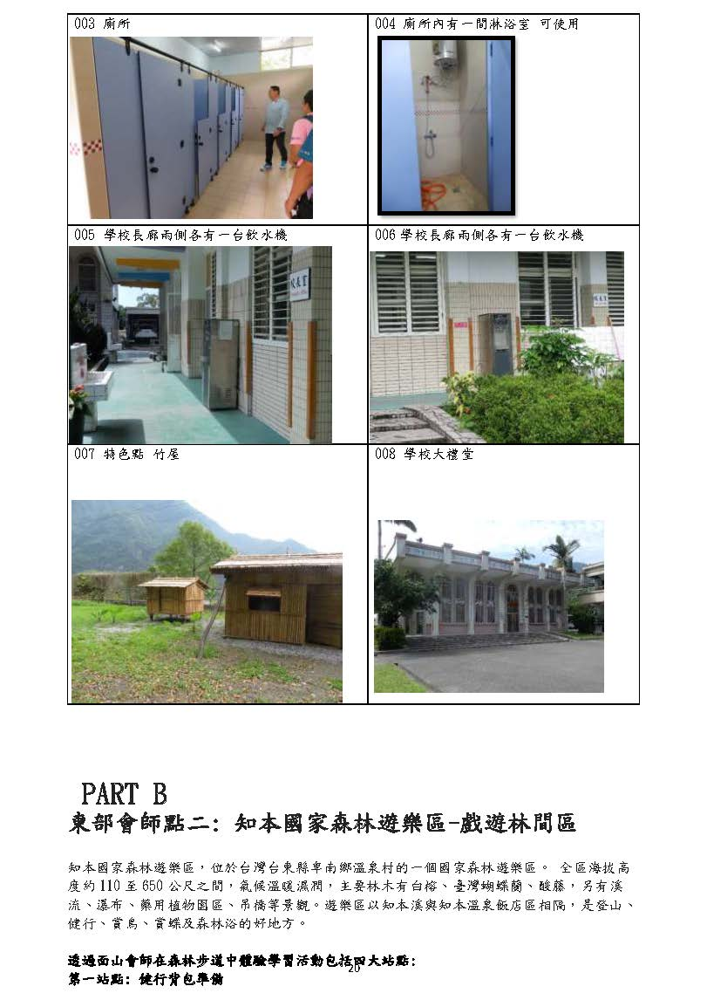 003 廁所
004 廁所內有一間淋浴室 可使用
005 學校長廊兩側各有一台飲水機
006 學校長廊兩側各有一台飲水機
校長室
007 特色點 竹屋
008 學校大禮堂
PART B
東部會師點二: 知本國家森林遊樂區-戲遊林間區
知本國家森林遊樂區，位於台灣台東縣卑南鄉溫泉村的一個國家森林遊樂區。 全區海拔高
度約 110 至 650 公尺之間，氣候溫暖濕潤，主要林木有白榕、臺灣蝴蝶蘭、酸藤，另有溪
流、瀑布、藥用植物園區、吊橋等景觀。遊樂區以知本溪與知本溫泉飯店區相隔，是登山、
健行、賞鳥、賞蝶及森林浴的好地方。
透過面山會師在森林步道中體驗學習活動包括四大站點:
20
第一站點: 健行背包準備